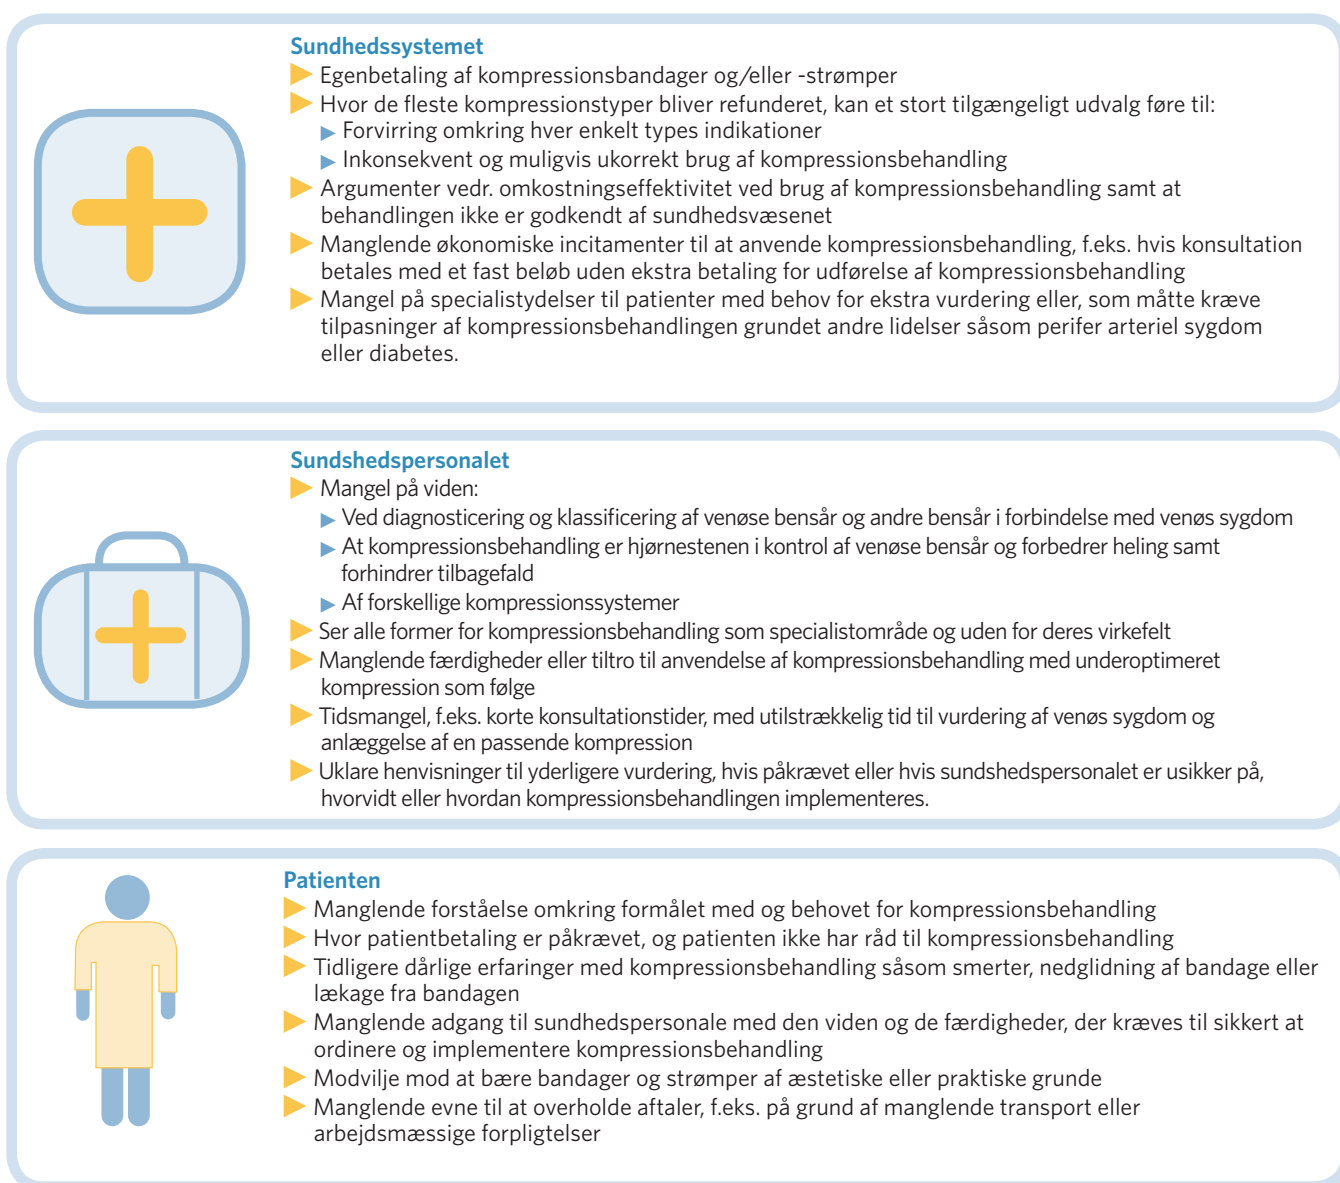 Sundhedssystemet
Egenbetaling af kompressionsbandager og/eller -strømper
Hvor de fleste kompressionstyper bliver refunderet, kan et stort tilgængeligt udvalg føre til:
Forvirring omkring hver enkelt types indikationer
Inkonsekvent og muligvis ukorrekt brug af kompressionsbehandling
Argumenter vedr. omkostningseffektivitet ved brug af kompressionsbehandling samt at
behandlingen ikke er godkendt af sundhedsvæsenet
Manglende økonomiske incitamenter til at anvende kompressionsbehandling, f.eks. hvis konsultation
betales med et fast beløb uden ekstra betaling for udførelse af kompressionsbehandling
Mangel på specialistydelser til patienter med behov for ekstra vurdering eller, som måtte kræve
tilpasninger af kompressionsbehandlingen grundet andre lidelser såsom perifer arteriel sygdom
eller diabetes.
Sundshedspersonalet
Mangel på viden:
Ved diagnosticering og klassificering af venøse bensår og andre bensår i forbindelse med venøs sygdom
At kompressionsbehandling er hjørnestenen i kontrol af venøse bensår og forbedrer heling samt
forhindrer tilbagefald
Af forskellige kompressionssystemer
Ser alle former for kompressionsbehandling som specialistområde og uden for deres virkefelt
Manglende færdigheder eller tiltro til anvendelse af kompressionsbehandling med underoptimeret
kompression som følge
Tidsmangel, f.eks. korte konsultationstider, med utilstrækkelig tid til vurdering af venøs sygdom og
anlæggelse af en passende kompression
Uklare henvisninger til yderligere vurdering, hvis påkrævet eller hvis sundshedspersonalet er usikker på,
hvorvidt eller hvordan kompressionsbehandlingen implementeres.
Patienten
Manglende forståelse omkring formålet med og behovet for kompressionsbehandling
Hvor patientbetaling er påkrævet, og patienten ikke har råd til kompressionsbehandling
Tidligere dårlige erfaringer med kompressionsbehandling såsom smerter, nedglidning af bandage eller
lækage fra bandagen
Manglende adgang til sundhedspersonale med den viden og de færdigheder, der kræves til sikkert at
ordinere og implementere kompressionsbehandling
Modvilje mod at bære bandager og strømper af æstetiske eller praktiske grunde
Manglende evne til at overholde aftaler, f.eks. på grund af manglende transport eller
arbejdsmæssige forpligtelser